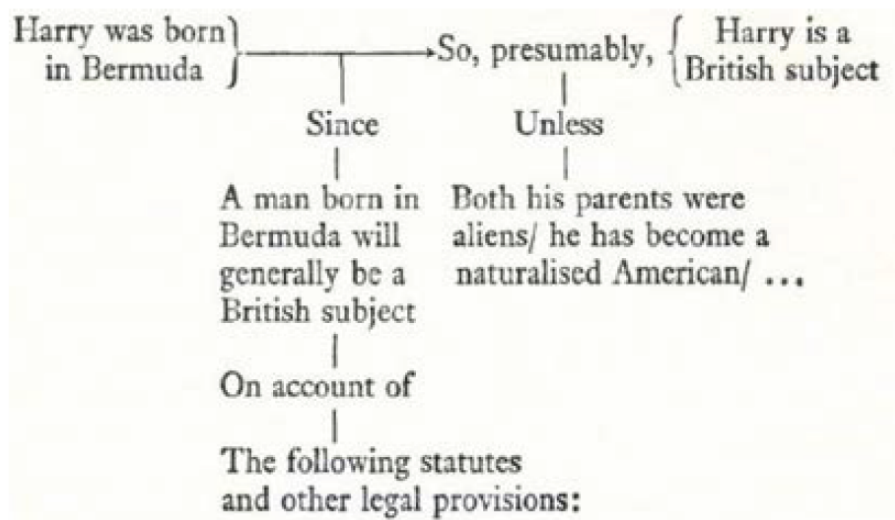 Harry was born
in Bermuda
So, presumably,
Harry is a
British subject
Since
Unless
A man born in
Bermuda will
generally be a
British subject
Both his parents were
aliens/ he has become a
naturalised American/ ...
On account of
The following statutes
and other legal provisions: